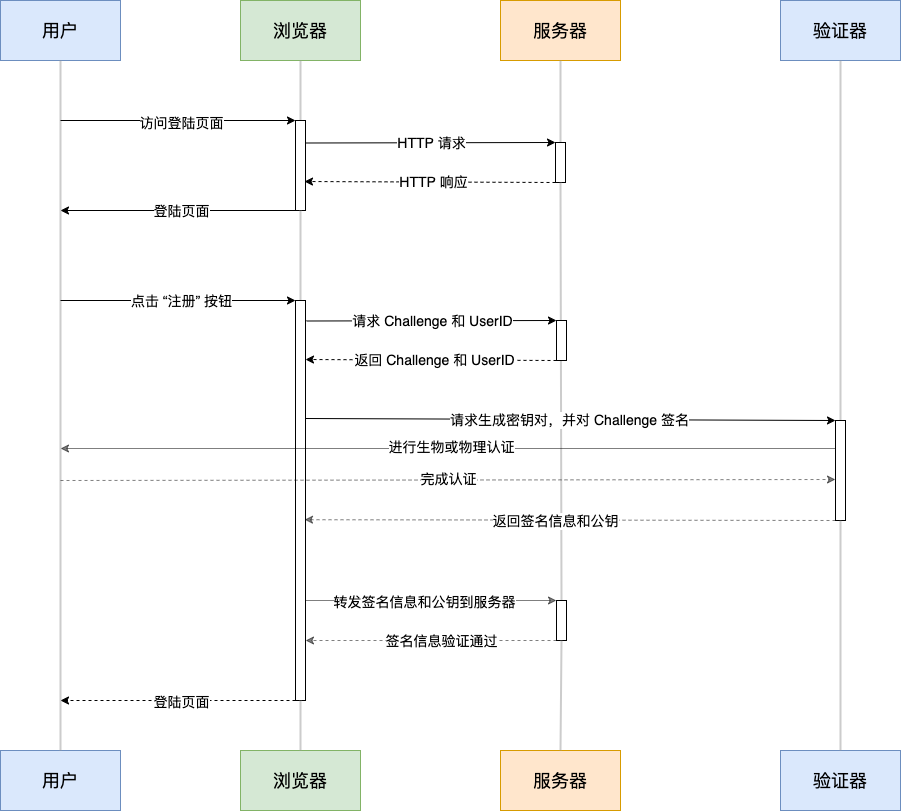 用户
浏览器
服务器
验证器
访问登陆页面
HTTP 请求
HTTP 响应
登陆页面
点击 “注册” 按钮
请求 Challenge 和 UserID
返回 Challenge 和 UserID
请求生成密钥对，并对 Challenge 签名
进行生物或物理认证
完成认证
返回签名信息和公钥
转发签名信息和公钥到服务器
签名信息验证通过
登陆页面
用户
浏览器
服务器
验证器